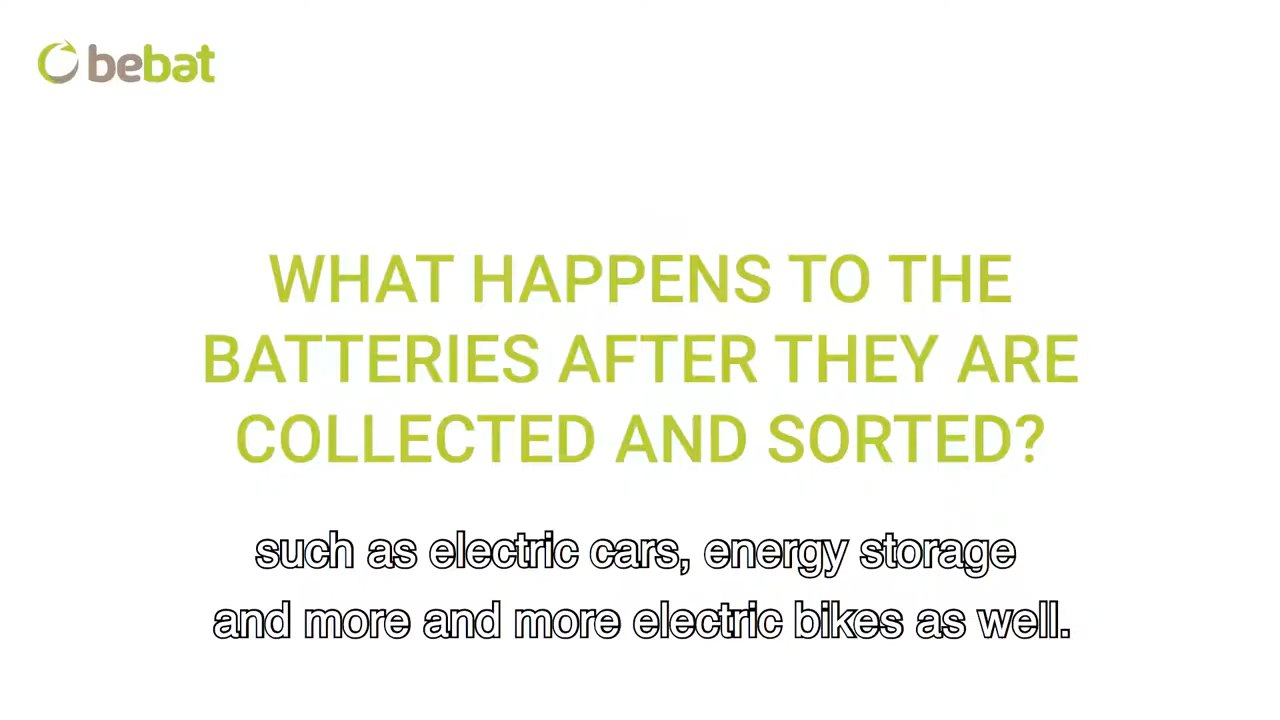 bebat
WHAT HAPPENS TO THE
BATTERIES AFTER THEY ARE
COLLECTED AND SORTED?
such as electric cars, energy storage
and more and more electric bikes as well.